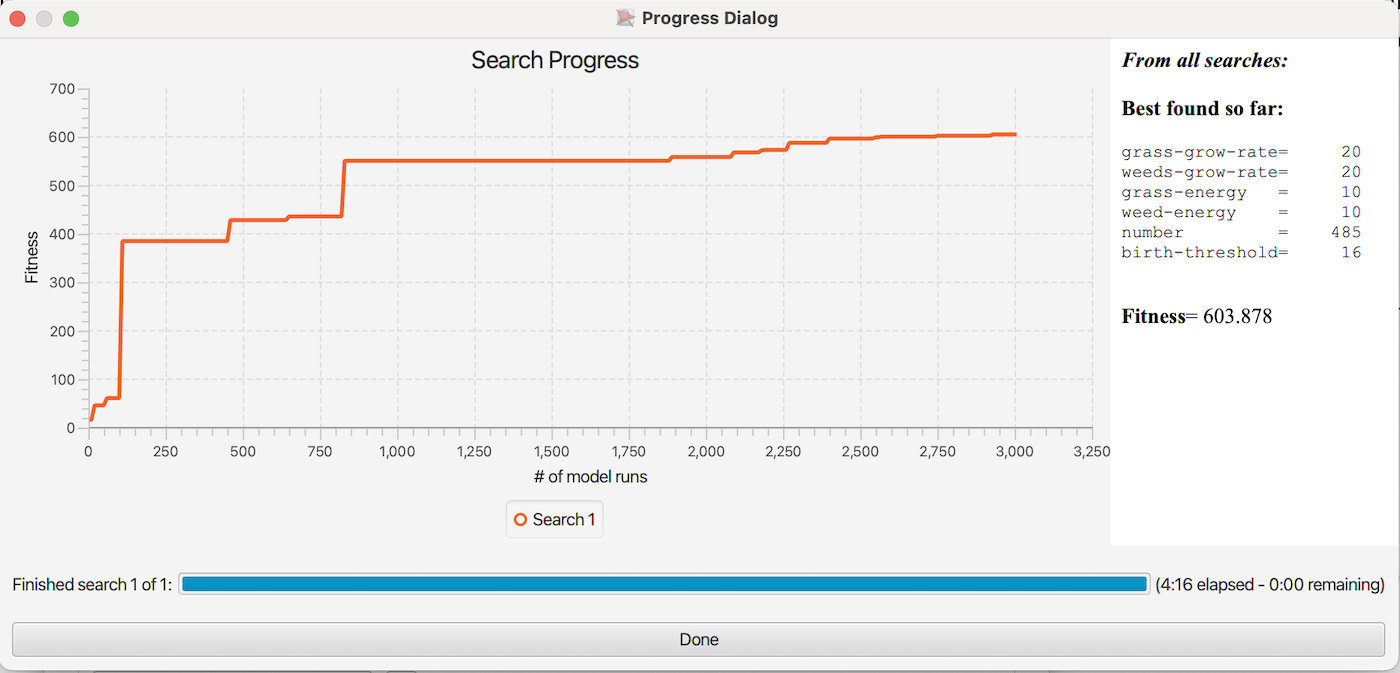 Progress Dialog
Search Progress
700
600
500
400
300
200
100
0
Fitness
0 250 500 750 1,000 1,250 1,500 1,750 2,000 2,250 2,500 2,750 3,000 3,250
# of model runs
Search 1
From all searches:
Best found so far:
grass-grow-rate= 20
weeds-grow-rate= 20
grass-energy = 10
weed-energy = 10
number = 485
birth-threshold= 16
Fitness= 603.878
Finished search 1 of 1: (4:16 elapsed - 0:00 remaining)
Done